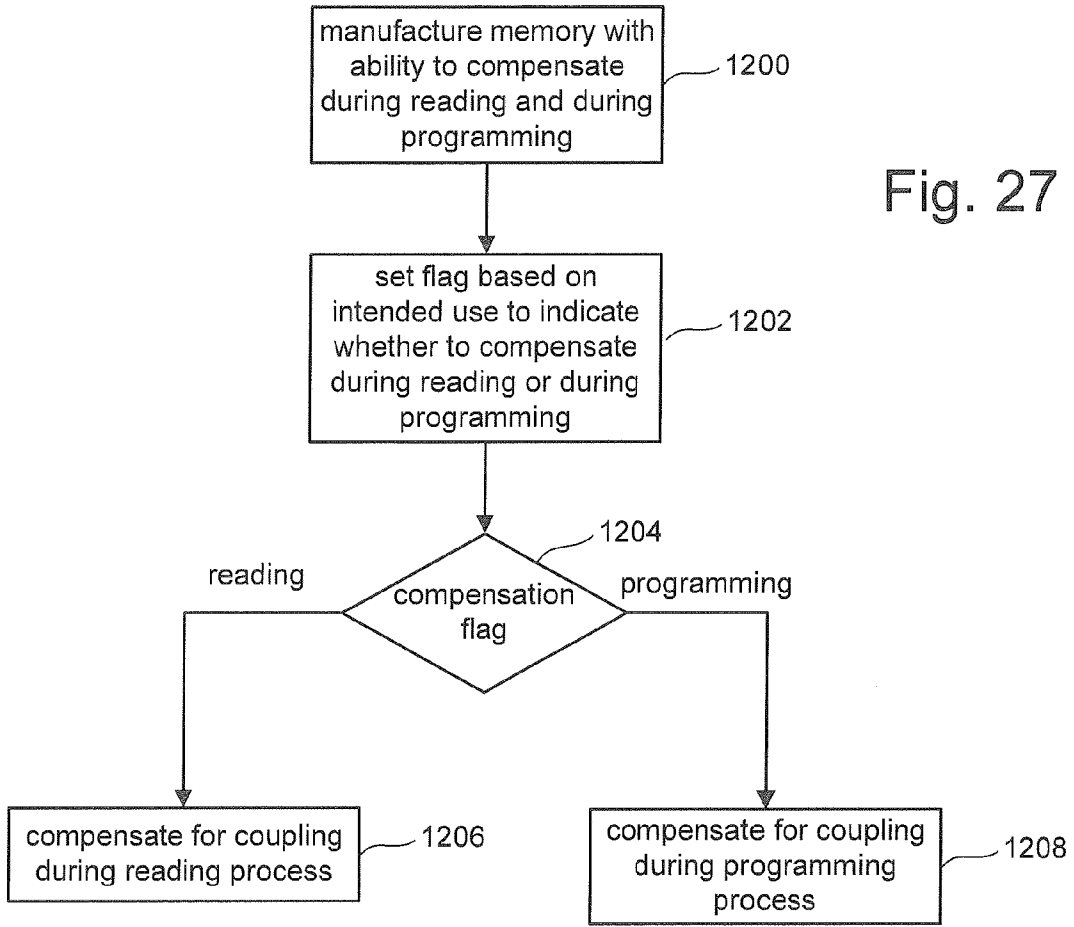 manufacture memory with
ability to compensate
during reading and during
programming
1200
Fig. 27
set flag based on
intended use to indicate
whether to compensate
during reading or during
programming
1202
1204
reading
programming
compensation
flag
compensate for coupling
during reading process
1206
compensate for coupling
during programming
process
1208